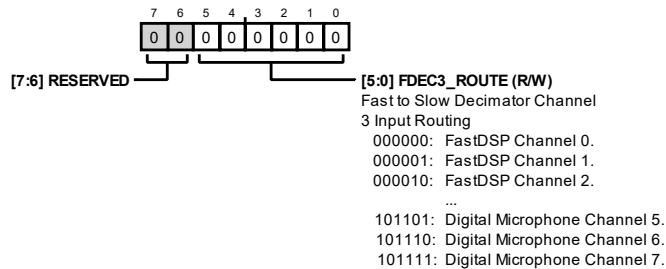 7 6 5 4 3 2 1 0
0 0 0 0 0 0 0 0
[7:6] RESERVED
[5:0] FDEC3_ROUTE (R/W)
Fast to Slow Decimator Channel
3 Input Routing
000000: FastDSP Channel 0.
000001: FastDSP Channel 1.
000010: FastDSP Channel 2.
...
101101: Digital Microphone Channel 5.
101110: Digital Microphone Channel 6.
101111: Digital Microphone Channel 7.